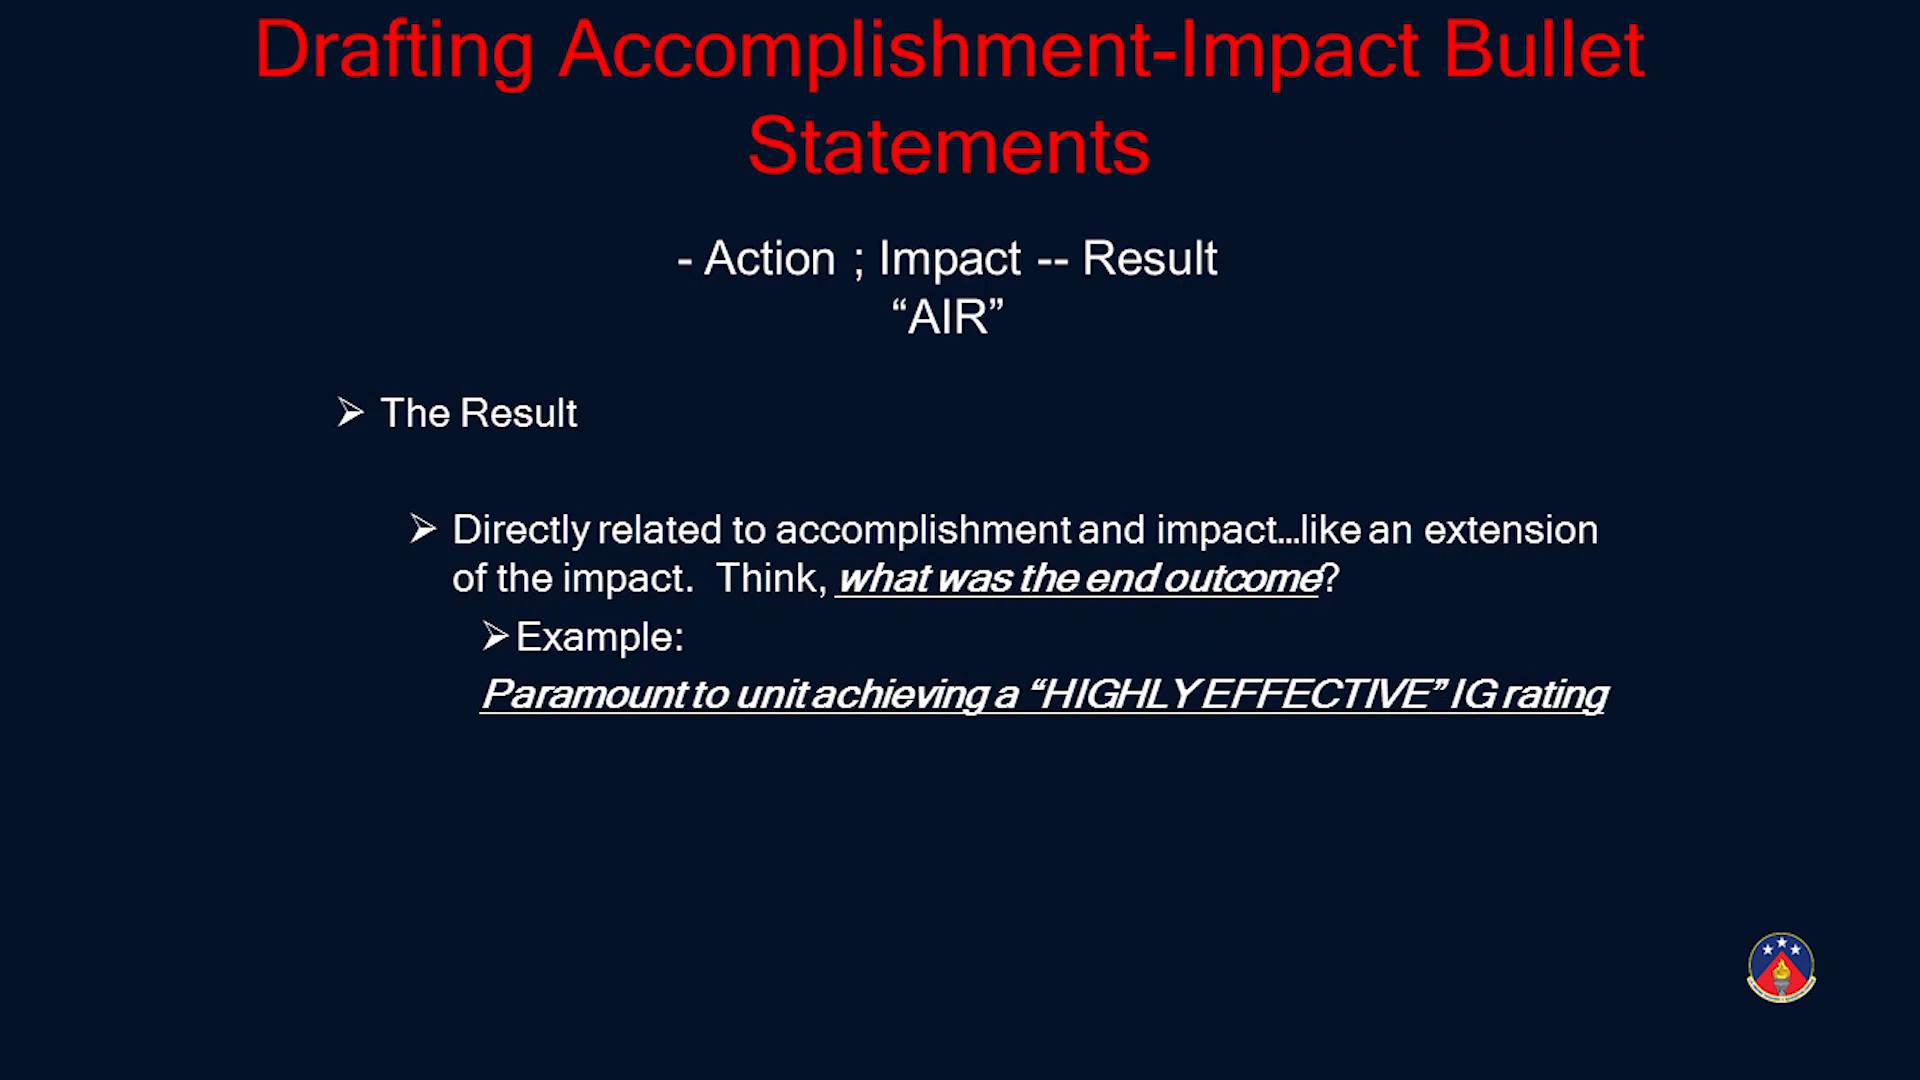 Drafting Accomplishment-Impact Bullet
Statements
- Action ; Impact -- Result
“AIR”
➢ The Result
➢ Directly related to accomplishment and impact…like an extension
of the impact. Think, what was the end outcome?
➢ Example:
Paramount to unit achieving a “HIGHLY EFFECTIVE” IG rating